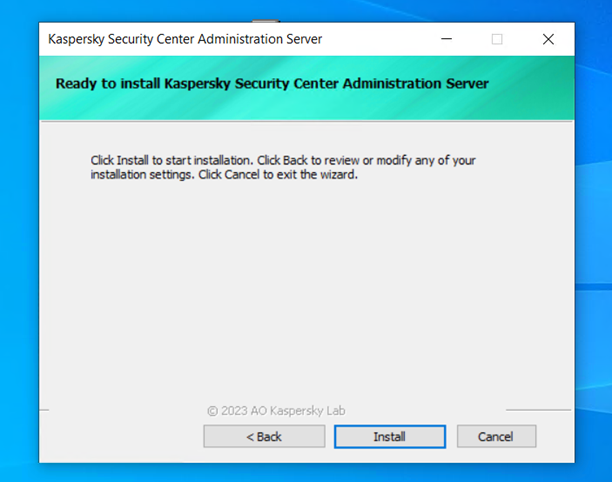 Kaspersky Security Center Administration Server
Ready to install Kaspersky Security Center Administration Server
Click Install to start installation. Click Back to review or modify any of your
installation settings. Click Cancel to exit the wizard.
© 2023 AO Kaspersky Lab
< Back Install Cancel